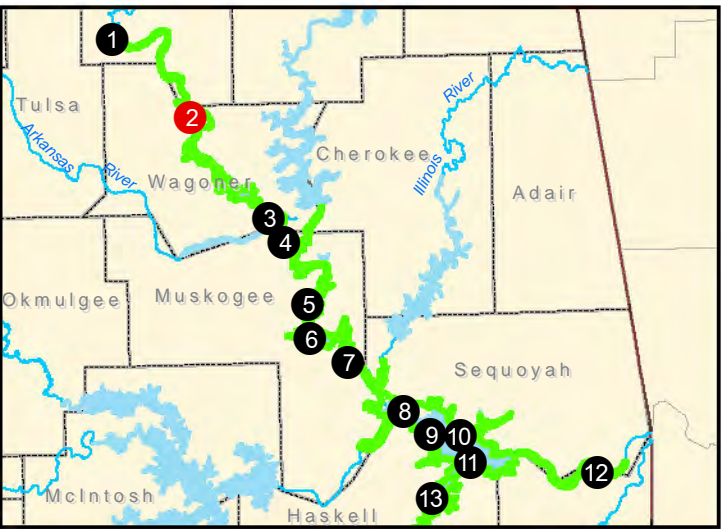 1
River
Tulsa
2
Arkansas
River
Cherokee
Illinois
Wagoner
Adair
3
4
Okmulgee
Muskogee
5
6
7
Sequoyah
8
9
10
11
12
McIntosh
13
Haskell